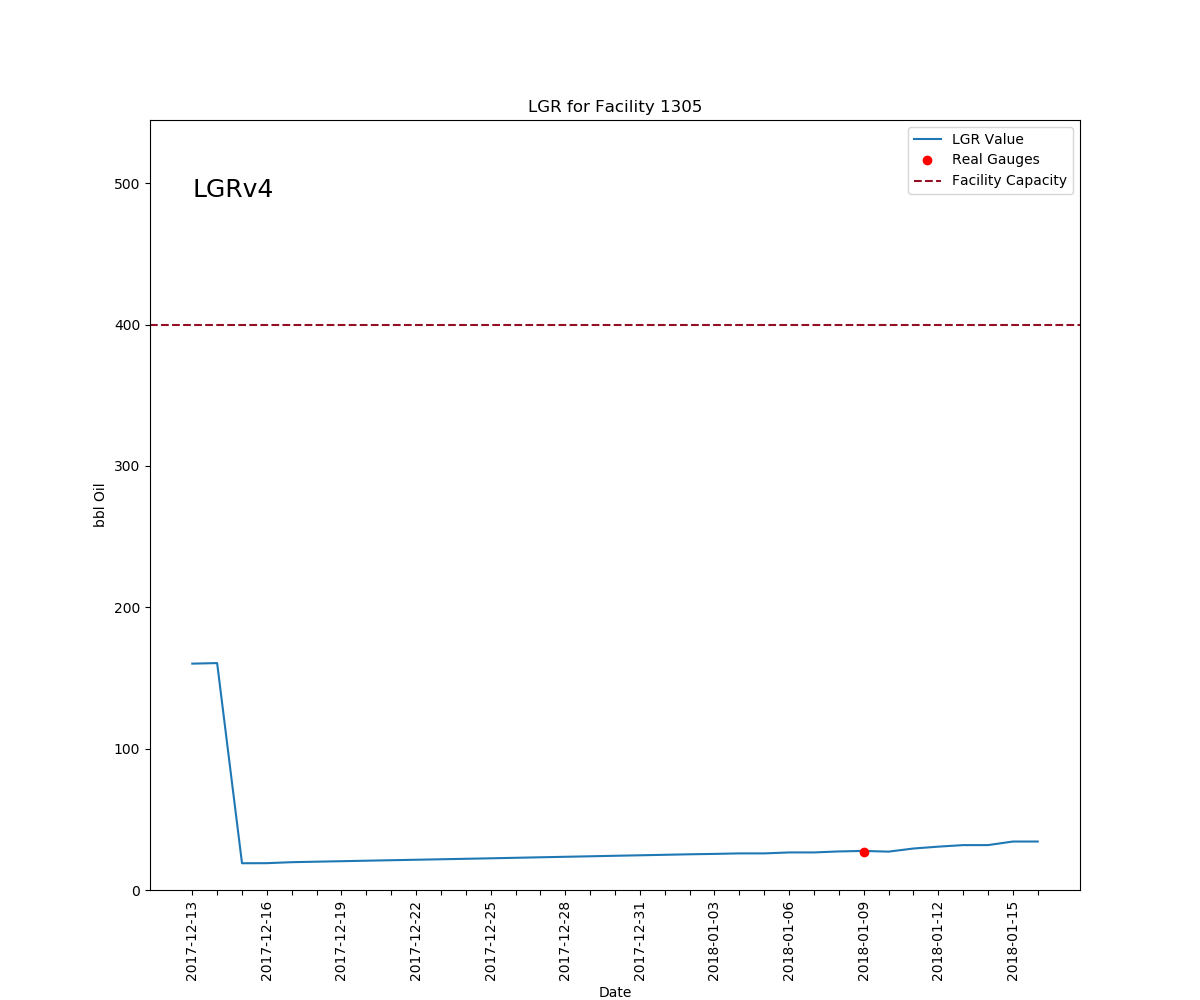 LGR for Facility 1305
LGRv4
LGR Value
Real Gauges
Facility Capacity
500
400
300
200
100
0
bbl Oil
2017-12-13
2017-12-16
2017-12-19
2017-12-22
2017-12-25
2017-12-28
2017-12-31
2018-01-03
2018-01-06
2018-01-09
2018-01-12
2018-01-15
Date